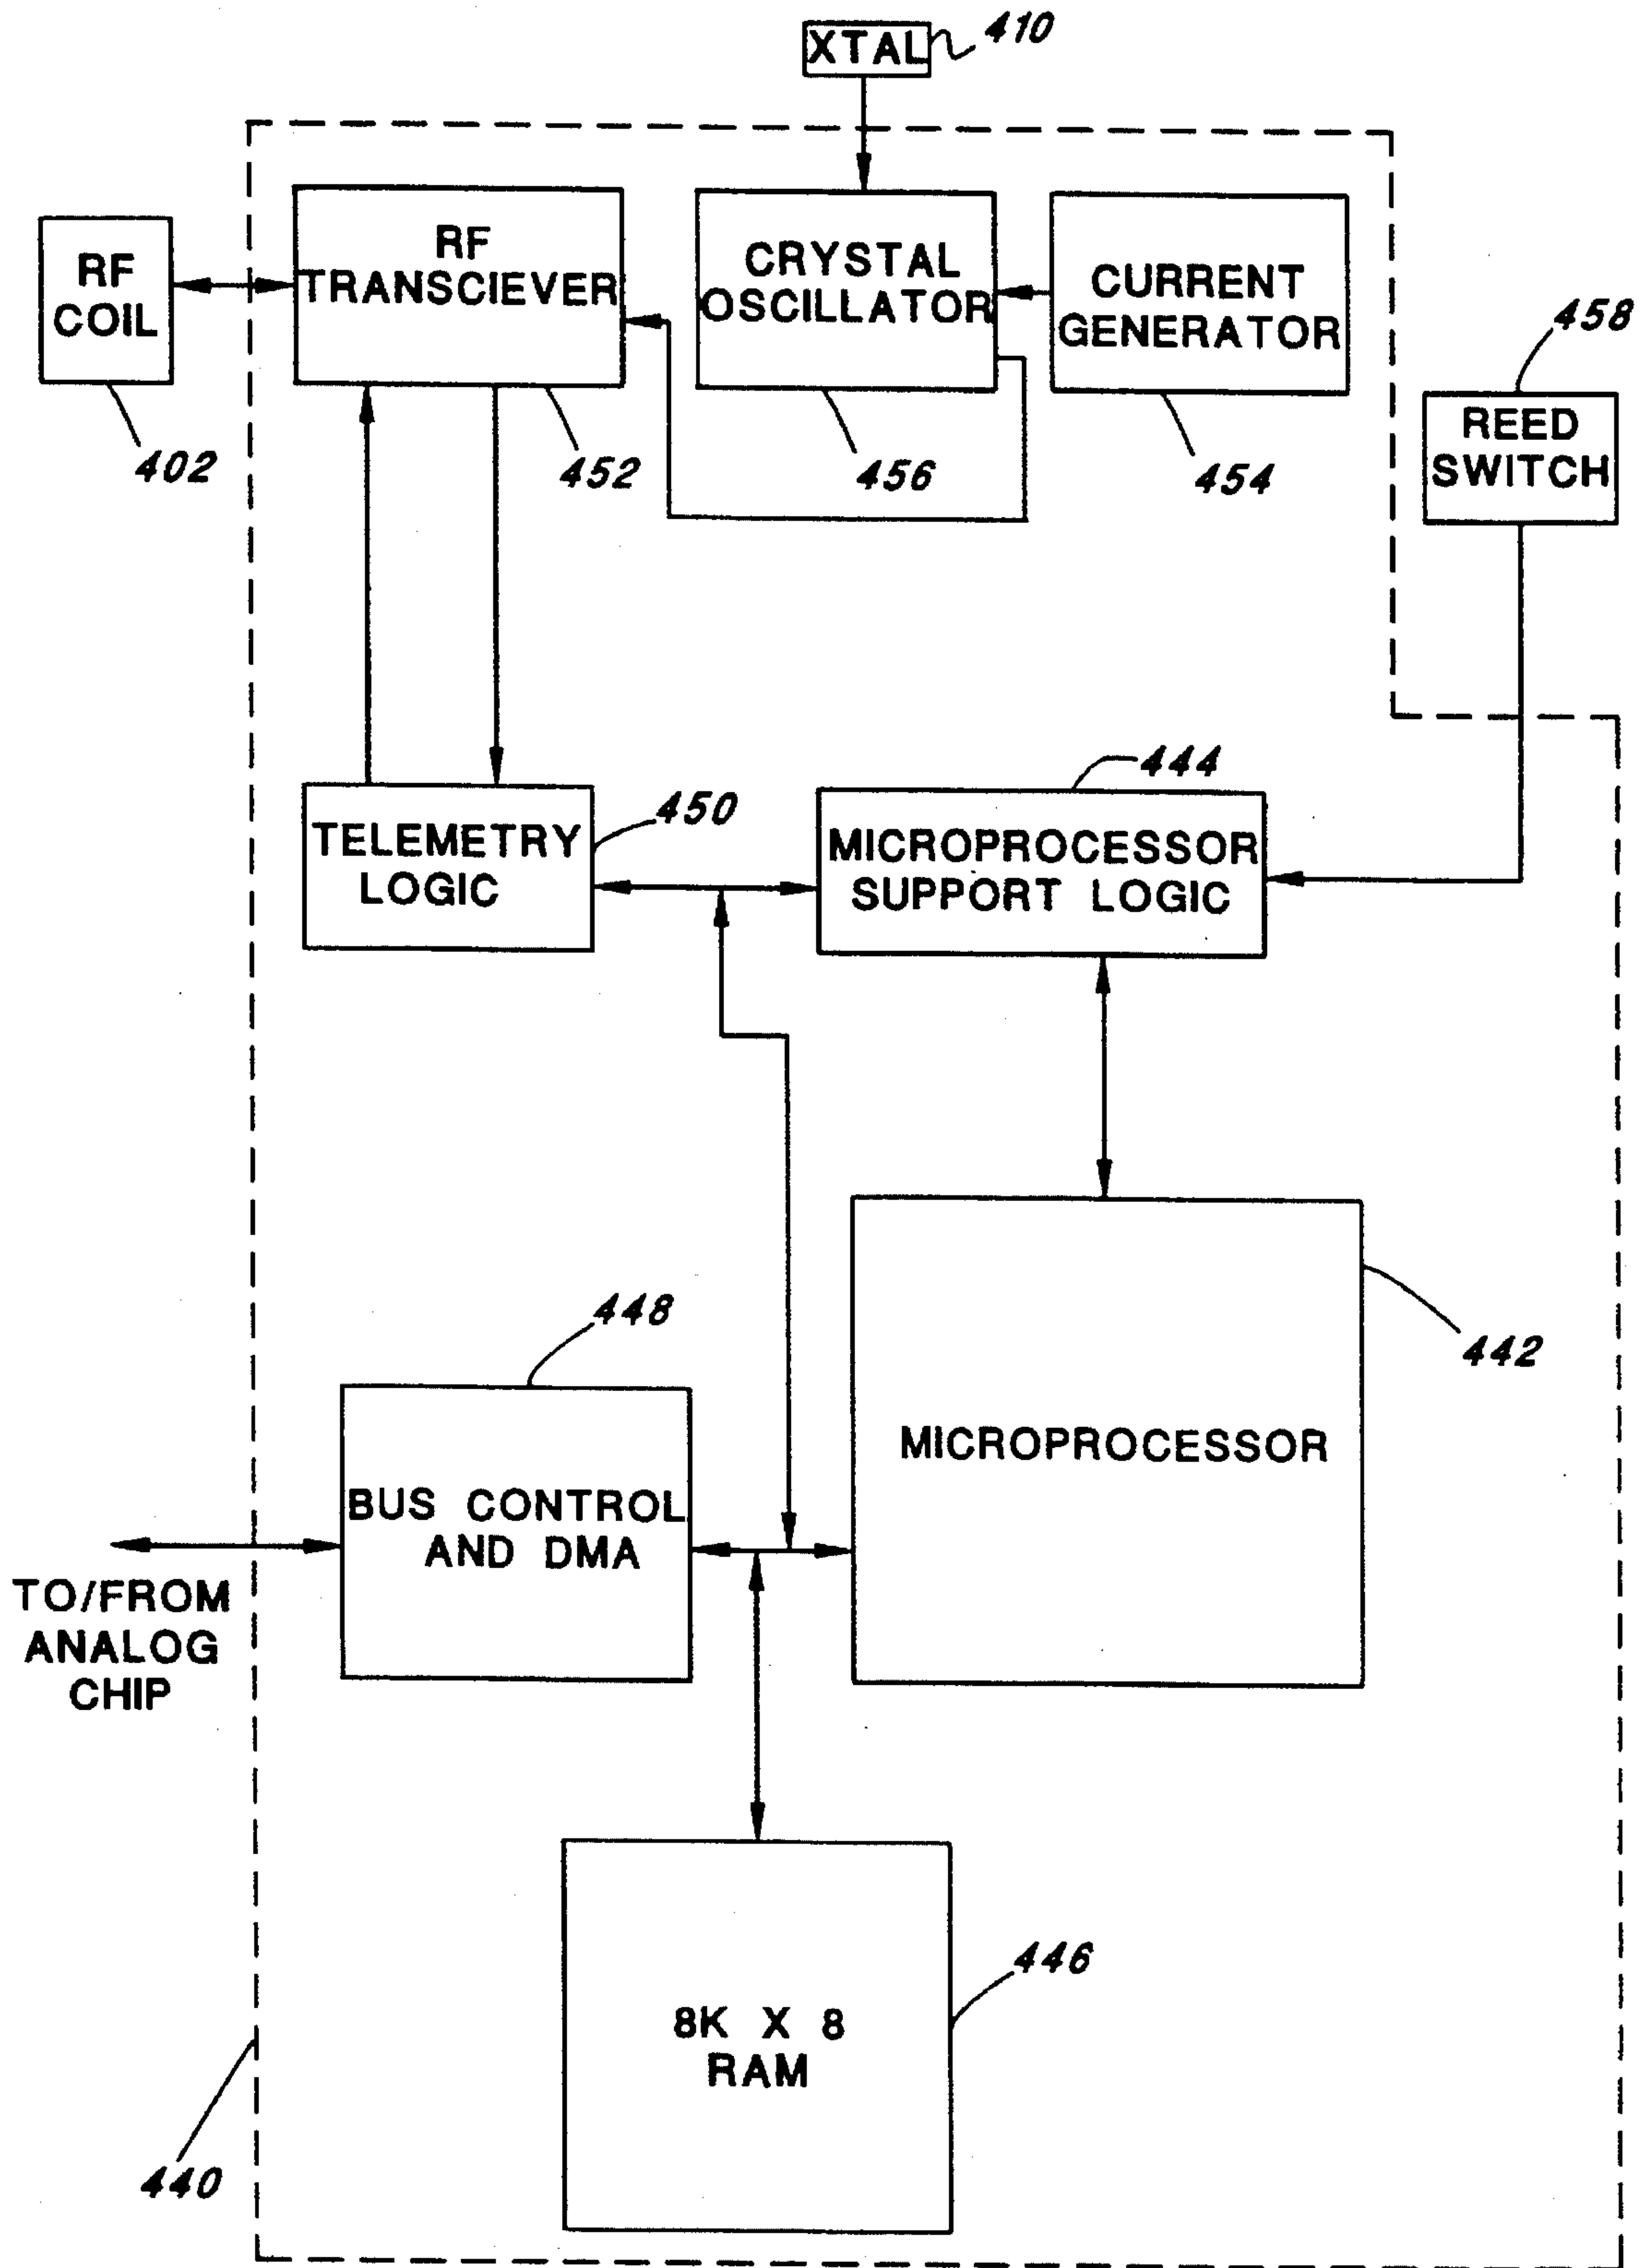 XTAL
410
RF
COIL
402
RF
TRANSCIEVER
452
CRYSTAL
OSCILLATOR
456
CURRENT
GENERATOR
454
458
REED
SWITCH
TELEMETRY
LOGIC
450
444
MICROPROCESSOR
SUPPORT LOGIC
448
BUS CONTROL
AND DMA
MICROPROCESSOR
442
TO/FROM
ANALOG
CHIP
8K X 8
RAM
446
440